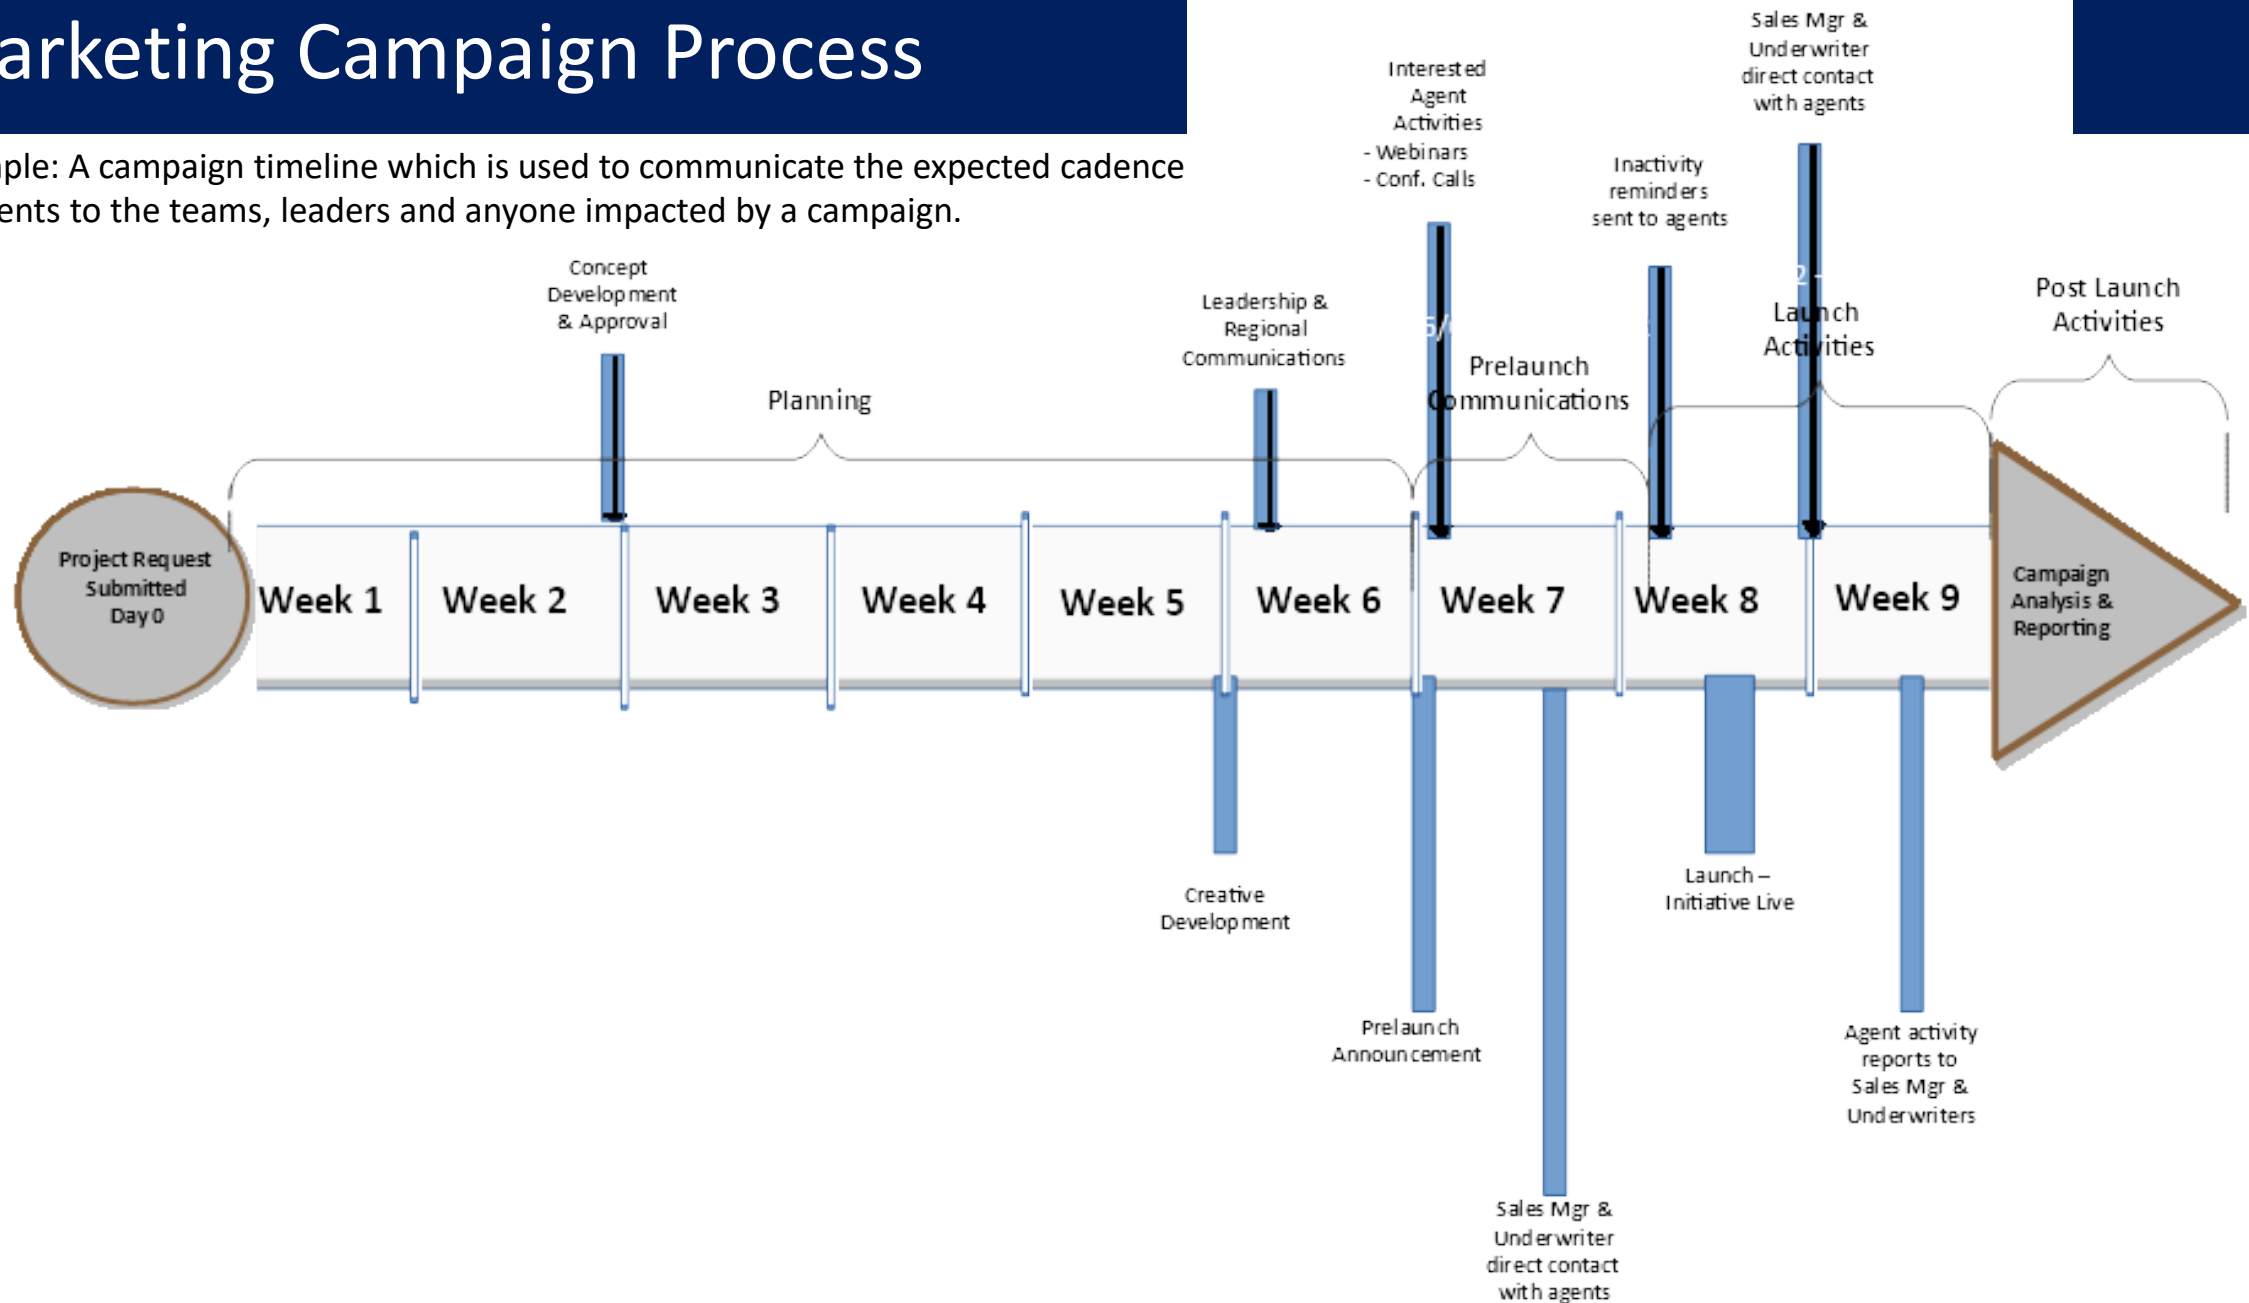 arketing Campaign Process
ple: A campaign timeline which is used to communicate the expected cadence
ents to the teams, leaders and anyone impacted by a campaign.
Sales Mgr &
Underwriter
direct contact
with agents
Interested
Agent
Activities
- Webinars
- Conf. Calls
Inactivity
reminders
sent to agents
Concept
Development
& Approval
Leadership &
Regional
Communications
Planning
Prelaunch
Communications
2 -
Launch
Activities
Post Launch
Activities
Project Request
Submitted
Day 0
Week 1
Week 2
Week 3
Week 4
Week 5
Week 6
Week 7
Week 8
Week 9
Campaign
Analysis &
Reporting
Creative
Development
Prelaunch
Announcement
Sales Mgr &
Underwriter
direct contact
with agents
Launch –
Initiative Live
Agent activity
reports to
Sales Mgr &
Underwriters